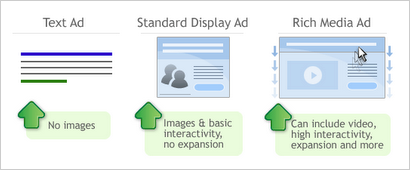 Text Ad
Standard Display Ad
Rich Media Ad
No images
Images & basic
interactivity,
no expansion
Can include video,
high interactivity,
expansion and more